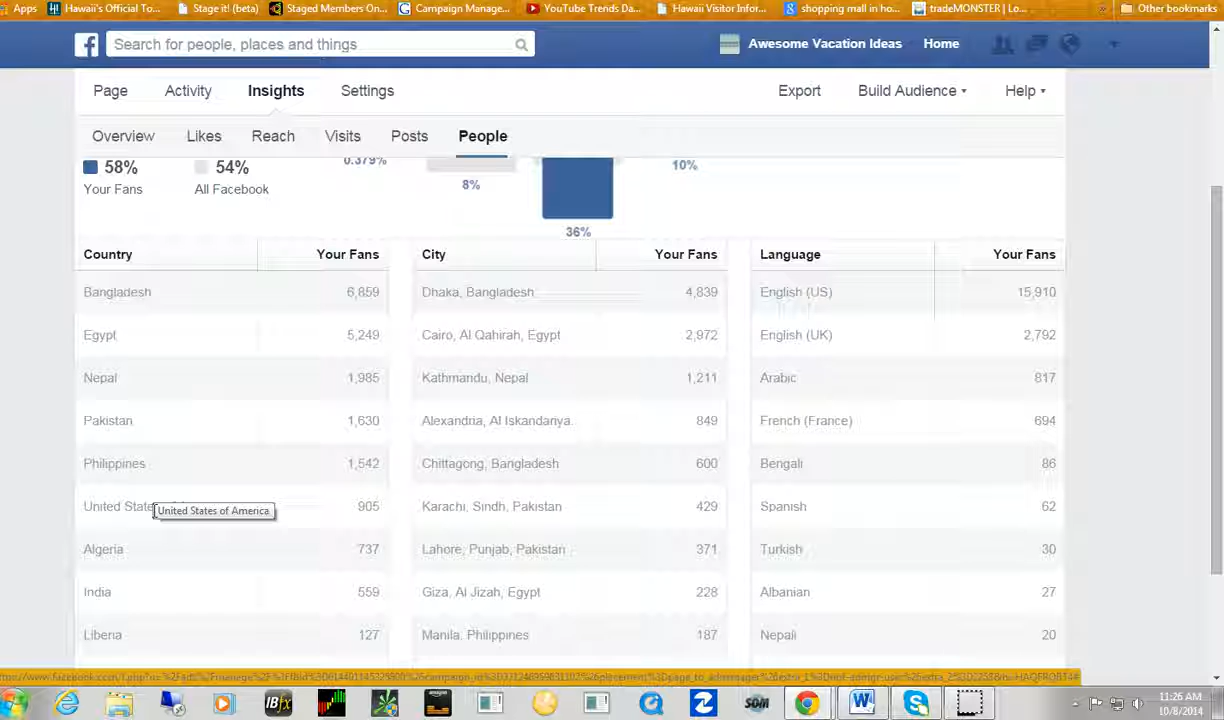 Apps Hawaii's Official To... Stage it! (beta) Staged Members On... Campaign Manage... YouTube Trends Da... Hawaii Visitor Infor... shopping mall in ho... tradeMONSTER | Lo... » Other bookmarks
Search for people, places and things Awesome Vacation Ideas Home
Page Activity Insights Settings Export Build Audience Help
Overview Likes Reach Visits Posts People
58% 54% 0.379% 10%
Your Fans All Facebook 8%
36%
Country Your Fans City Your Fans Language Your Fans
Bangladesh 6,859 Dhaka, Bangladesh 4,839 English (US) 15,910
Egypt 5,249 Cairo, Al Qahirah, Egypt 2,972 English (UK) 2,792
Nepal 1,985 Kathmandu, Nepal 1,211 Arabic 817
Pakistan 1,630 Alexandria, Al Iskandariya. 849 French (France) 694
Philippines 1,542 Chittagong, Bangladesh 600 Bengali 86
United State 905 Karachi, Sindh, Pakistan 429 Spanish 62
United States of America
Algeria 737 Lahore, Punjab, Pakistan 371 Turkish 30
India 559 Giza, Al Jizah, Egypt 228 Albanian 27
Liberia 127 Manila, Philippines 187 Nepali 20
IBfx SOM
11:26 AM
10/8/2014